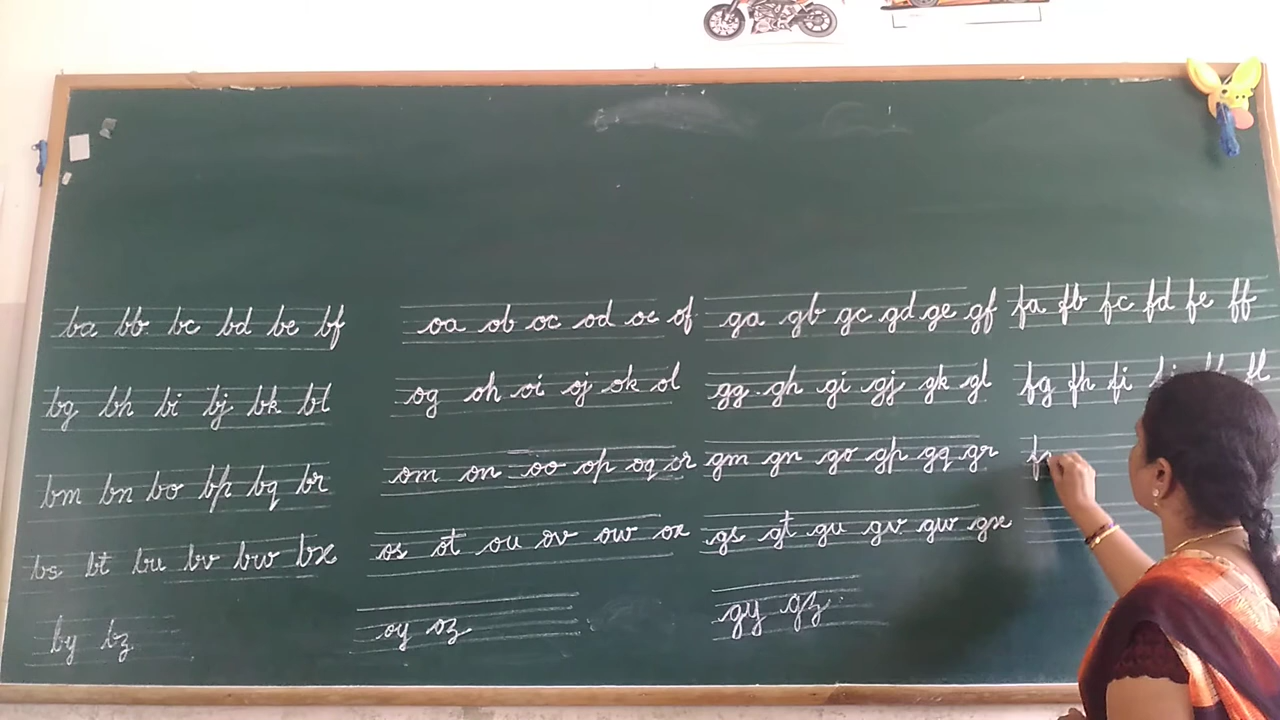 ba bb bc bd be bf
bg bh bi bj bk bl
bm bn bo bp bq br
bs bt bu bv bw bx
by bz
oa ob oc od oe of
og oh oi oj ok ol
om on oo op oq or
os ot ou ov ow ox
oy oz
ga gb gc gd ge gf
gg gh gi gj gk gl
gm gn go gp gq gr
gs gt gu gv gw gx
gy gz
fa fb fc fd fe ff
fg fh fi fj fl